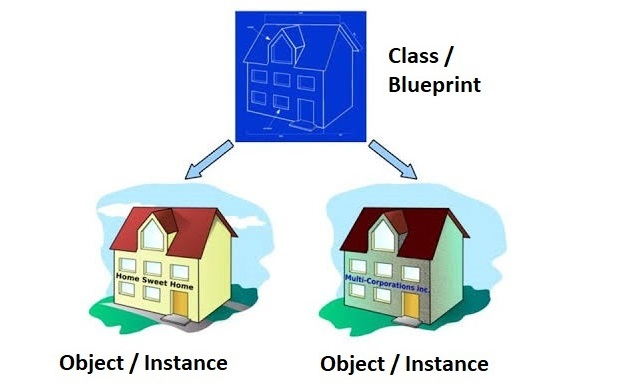 Class /
Blueprint
Home Sweet Home
Multi-Corporations Inc.
Object / Instance
Object / Instance